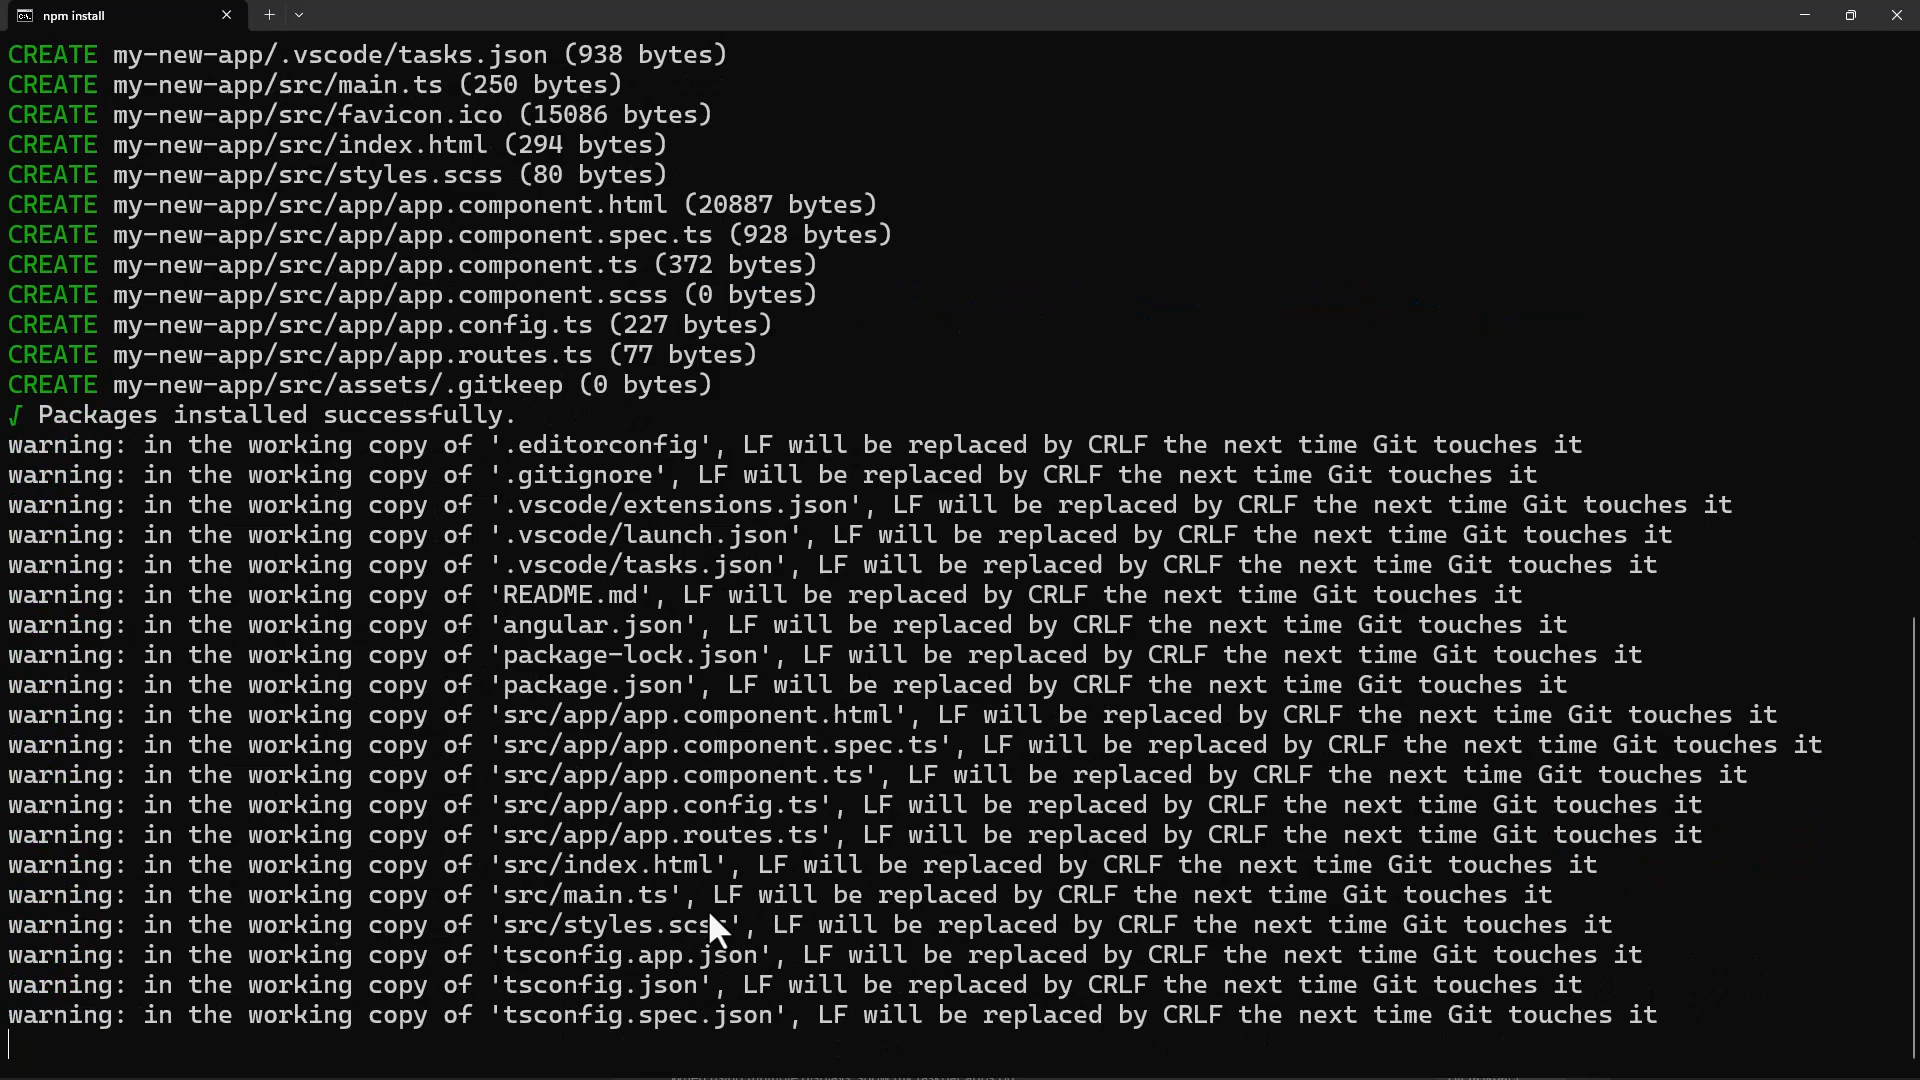 npm install
CREATE my-new-app/.vscode/tasks.json (938 bytes)
CREATE my-new-app/src/main.ts (250 bytes)
CREATE my-new-app/src/favicon.ico (15086 bytes)
CREATE my-new-app/src/index.html (294 bytes)
CREATE my-new-app/src/styles.scss (80 bytes)
CREATE my-new-app/src/app/app.component.html (20887 bytes)
CREATE my-new-app/src/app/app.component.spec.ts (928 bytes)
CREATE my-new-app/src/app/app.component.ts (372 bytes)
CREATE my-new-app/src/app/app.component.scss (0 bytes)
CREATE my-new-app/src/app/app.config.ts (227 bytes)
CREATE my-new-app/src/app/app.routes.ts (77 bytes)
CREATE my-new-app/src/assets/.gitkeep (0 bytes)
√ Packages installed successfully.
warning: in the working copy of '.editorconfig', LF will be replaced by CRLF the next time Git touches it
warning: in the working copy of '.gitignore', LF will be replaced by CRLF the next time Git touches it
warning: in the working copy of '.vscode/extensions.json', LF will be replaced by CRLF the next time Git touches it
warning: in the working copy of '.vscode/launch.json', LF will be replaced by CRLF the next time Git touches it
warning: in the working copy of '.vscode/tasks.json', LF will be replaced by CRLF the next time Git touches it
warning: in the working copy of 'README.md', LF will be replaced by CRLF the next time Git touches it
warning: in the working copy of 'angular.json', LF will be replaced by CRLF the next time Git touches it
warning: in the working copy of 'package-lock.json', LF will be replaced by CRLF the next time Git touches it
warning: in the working copy of 'package.json', LF will be replaced by CRLF the next time Git touches it
warning: in the working copy of 'src/app/app.component.html', LF will be replaced by CRLF the next time Git touches it
warning: in the working copy of 'src/app/app.component.spec.ts', LF will be replaced by CRLF the next time Git touches it
warning: in the working copy of 'src/app/app.component.ts', LF will be replaced by CRLF the next time Git touches it
warning: in the working copy of 'src/app/app.config.ts', LF will be replaced by CRLF the next time Git touches it
warning: in the working copy of 'src/app/app.routes.ts', LF will be replaced by CRLF the next time Git touches it
warning: in the working copy of 'src/index.html', LF will be replaced by CRLF the next time Git touches it
warning: in the working copy of 'src/main.ts', LF will be replaced by CRLF the next time Git touches it
warning: in the working copy of 'src/styles.scss', LF will be replaced by CRLF the next time Git touches it
warning: in the working copy of 'tsconfig.app.json', LF will be replaced by CRLF the next time Git touches it
warning: in the working copy of 'tsconfig.json', LF will be replaced by CRLF the next time Git touches it
warning: in the working copy of 'tsconfig.spec.json', LF will be replaced by CRLF the next time Git touches it